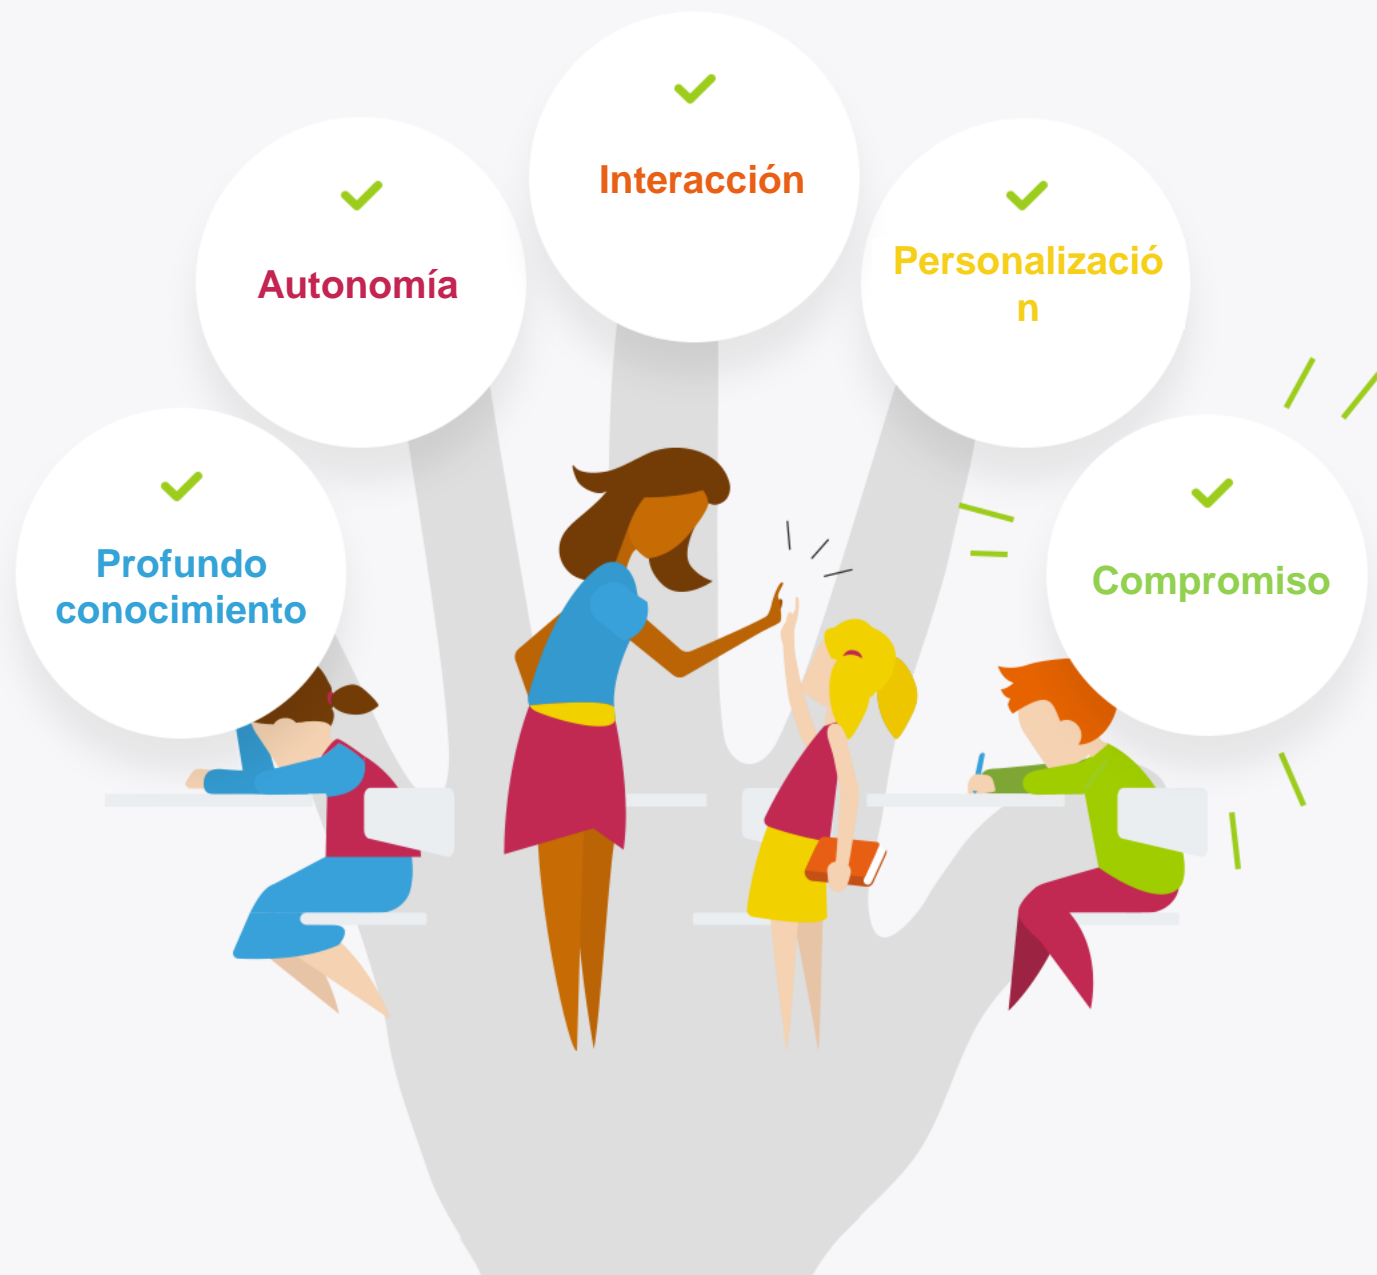 Interacción
Autonomía
Personalizació
n
Profundo
conocimiento
Compromiso